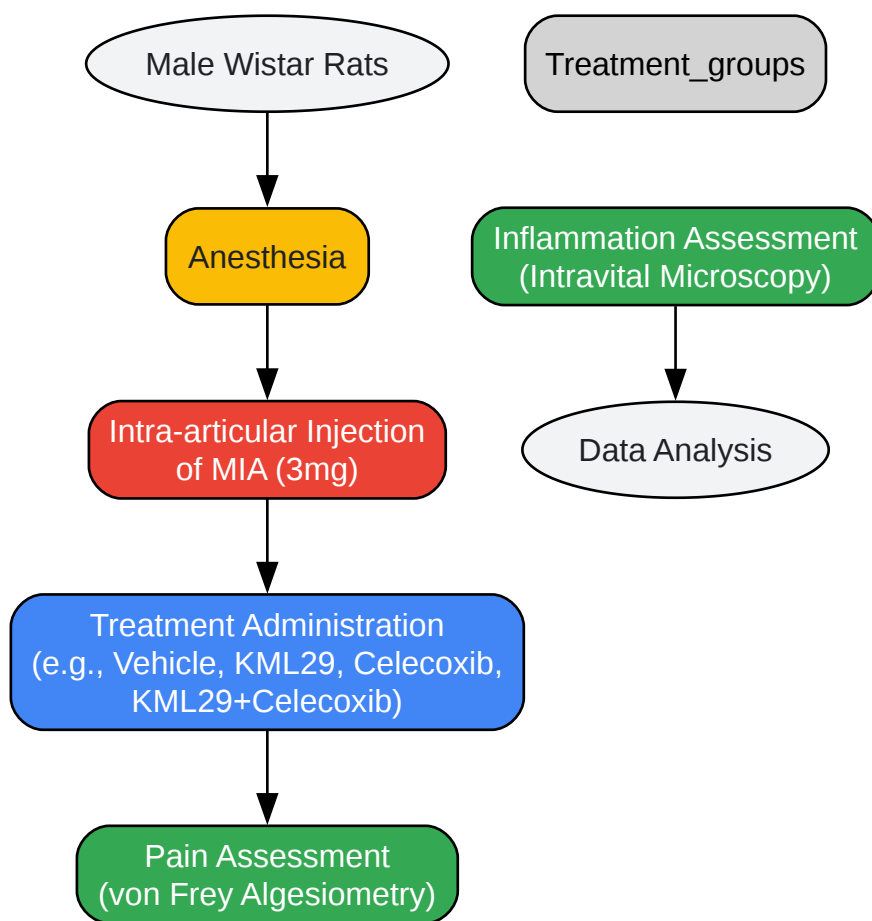 Male Wistar Rats
Anesthesia
Intra-articular Injection
of MIA (3mg)
Treatment Administration
(e.g., Vehicle, KML29, Celecoxib,
KML29+Celecoxib)
Pain Assessment
(von Frey Algesiometry)
Treatment_groups
Inflammation Assessment
(Intravital Microscopy)
Data Analysis